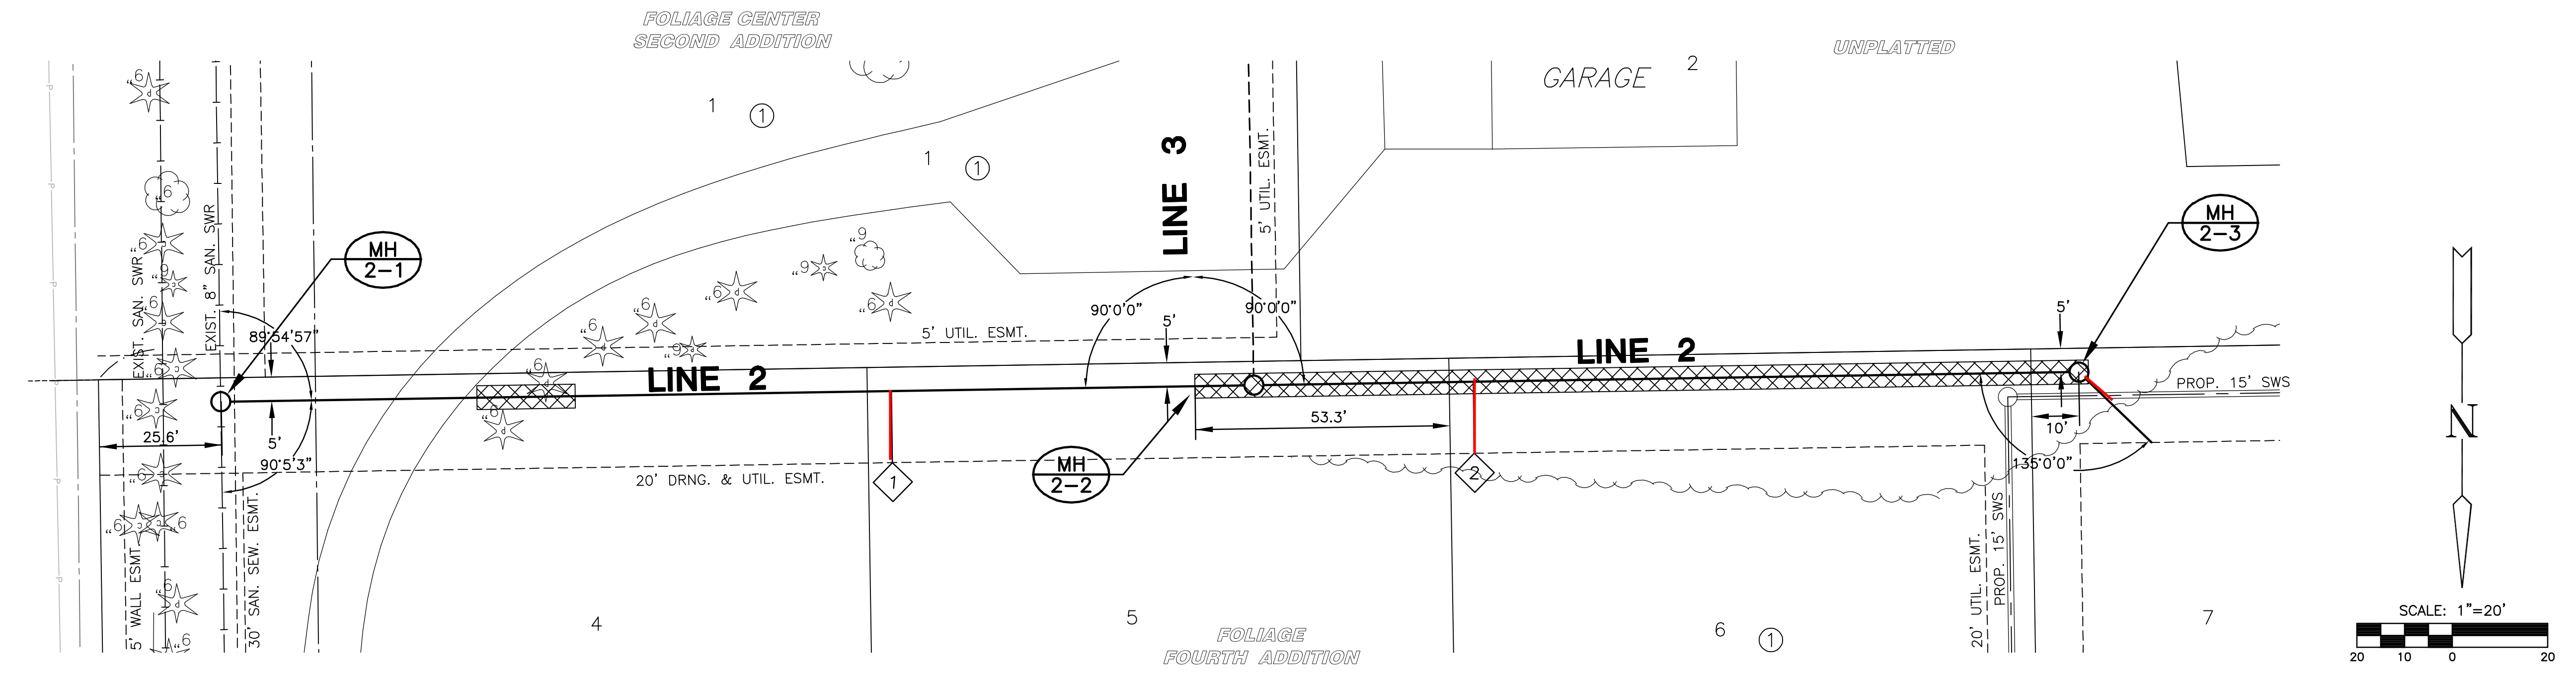 FOLIAGE CENTER
SECOND ADDITION
UNPLATTED
GARAGE
2
1
1
1
1
LINE 3
5' UTIL. ESMT.
MH
2-1
MH
2-3
EXIST. SAN. SWR
EXIST. 8" SAN. SWR
89°54'57"
90°0'0"
90°0'0"
5'
5'
5' UTIL. ESMT.
LINE 2
LINE 2
PROP. 15' SWS
25.6'
5'
90°5'3"
53.3'
10'
135°0'0"
MH
2-2
20' DRNG. & UTIL. ESMT.
1
2
N
5' WALL ESMT.
30' SAN. SEW. ESMT.
20' UTIL. ESMT.
PROP. 15' SWS
4
5
6
1
7
FOLIAGE
FOURTH ADDITION
SCALE: 1"=20'
20 10 0 20